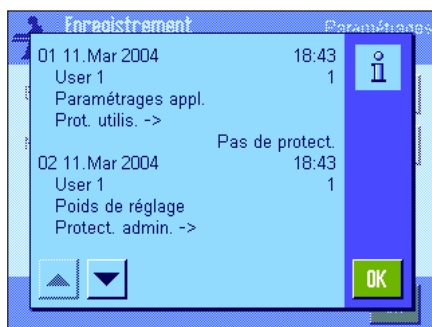 Enregistrement Paramétrages
01 11.Mar 2004 18:43
User 1 1
Paramétrages appl.
Prot. utilis. ->
Pas de protect.
02 11.Mar 2004 18:43
User 1 1
Poids de réglage
Protect. admin. ->
OK